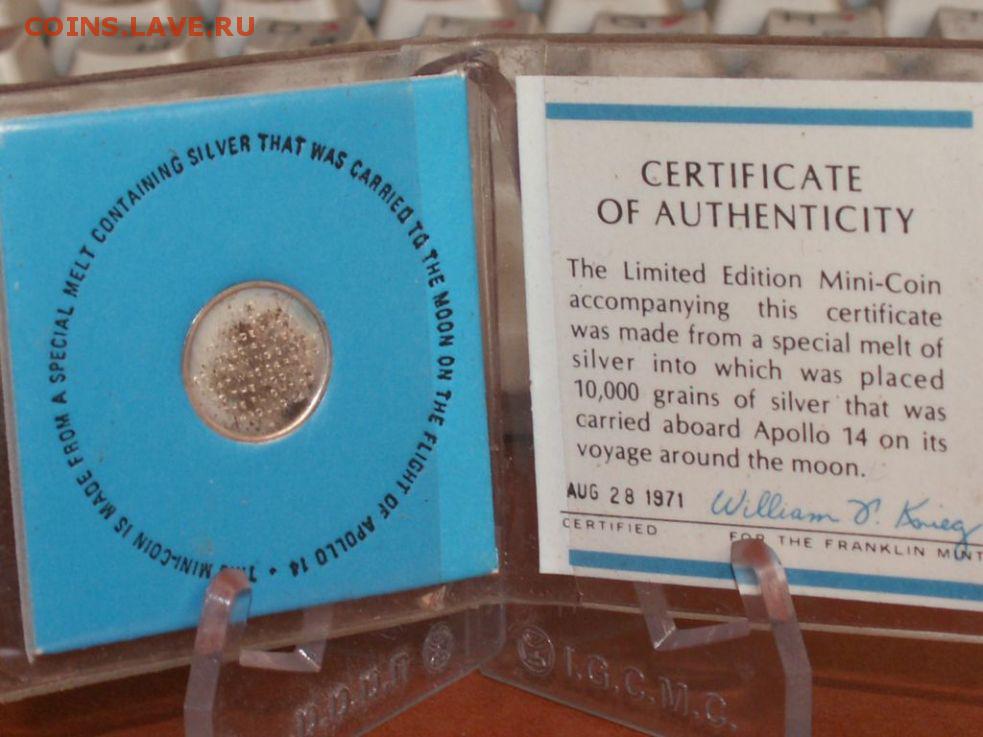 COINS.LAVE.RU
THIS MINI-COIN IS MADE FROM A SPECIAL MELT CONTAINING SILVER THAT WAS CARRIED TO THE MOON ON THE FLIGHT OF APOLLO 14 •
CERTIFICATE
OF AUTHENTICITY
The Limited Edition Mini-Coin
accompanying this certificate
was made from a special melt of
silver into which was placed
10,000 grains of silver that was
carried aboard Apollo 14 on its
voyage around the moon.
AUG 28 1971 William
CERTIFIED FOR THE FRANKLIN MINT
I.G.C.M.C.